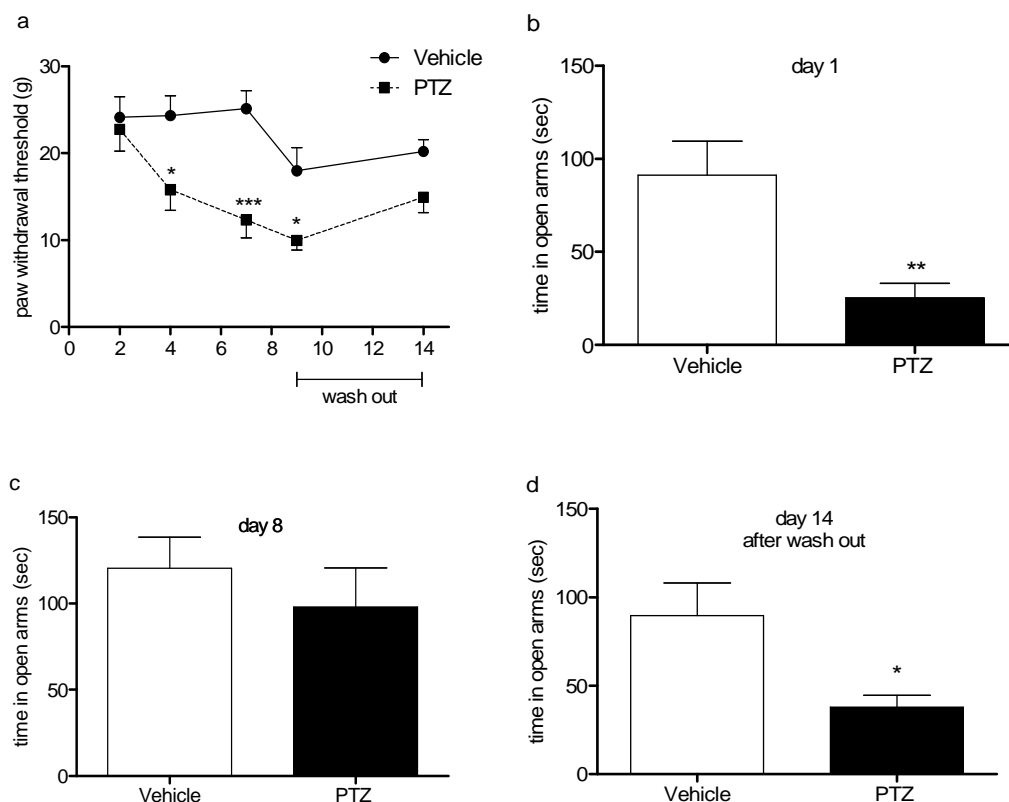 a
Vehicle
PTZ
30
20
10
0
paw withdrawal threshold (g)
*
***
*
0 2 4 6 8 10 12 14
wash out
b
day 1
150
100
50
0
time in open arms (sec)
**
Vehicle PTZ
c
day 8
150
100
50
0
time in open arms (sec)
Vehicle PTZ
d
day 14
after wash out
150
100
50
0
time in open arms (sec)
*
Vehicle PTZ